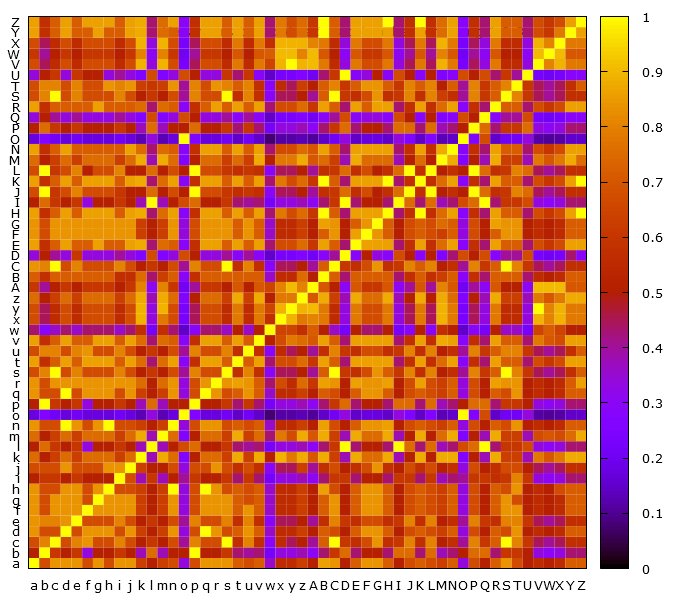 Z
Y
X
W
V
U
T
S
R
Q
P
O
N
M
L
K
J
I
H
G
F
E
D
C
B
A
z
y
x
w
v
u
t
s
r
q
p
o
n
m
l
k
j
i
h
g
f
e
d
c
b
a
a b c d e f g h i j k l m n o p q r s t u v w x y z A B C D E F G H I J K L M N O P Q R S T U V W X Y Z
1
0.9
0.8
0.7
0.6
0.5
0.4
0.3
0.2
0.1
0